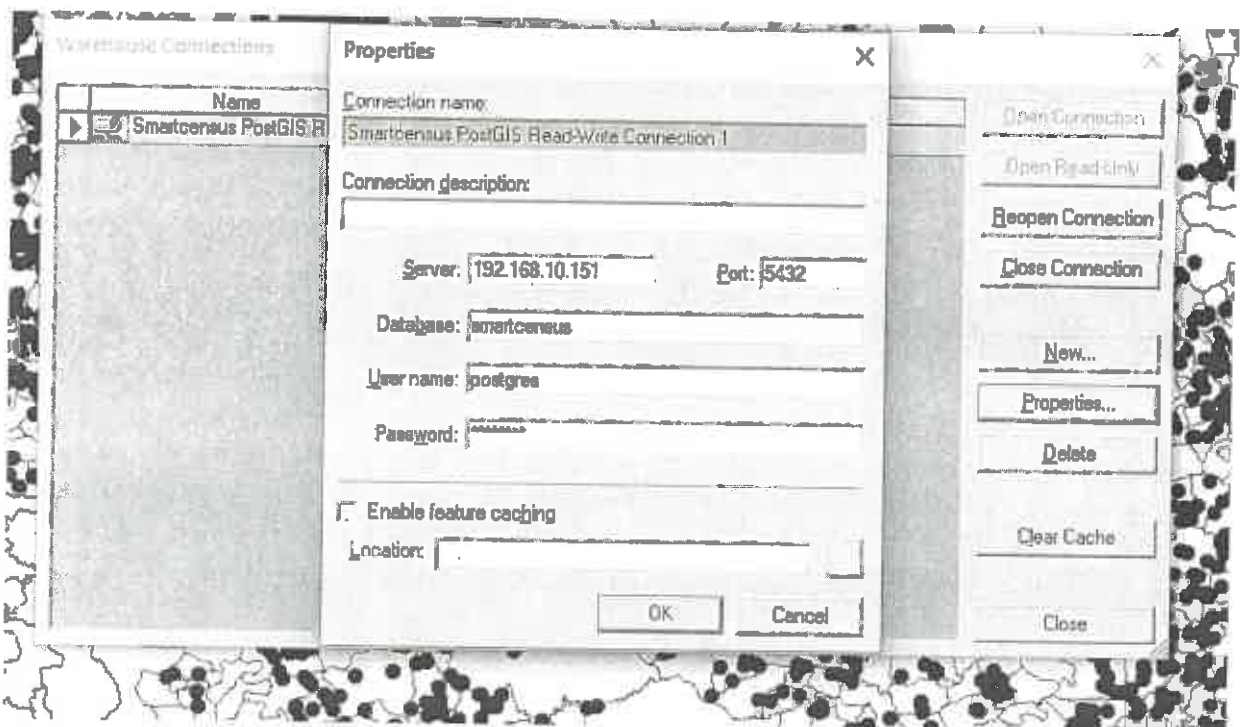 Warehouse Connections
Name
Smartcensus PostGIS R
Properties
Connection name:
Smartcensus PostGIS Read-Write Connection 1
Connection description:
Server: 192.168.10.151 Port: 5432
Database: smartcensus
User name: postgres
Password:
Enable feature caching
Location:
OK
Cancel
Open Connection
Open Read-Only
Reopen Connection
Close Connection
New...
Properties...
Delete
Clear Cache
Close